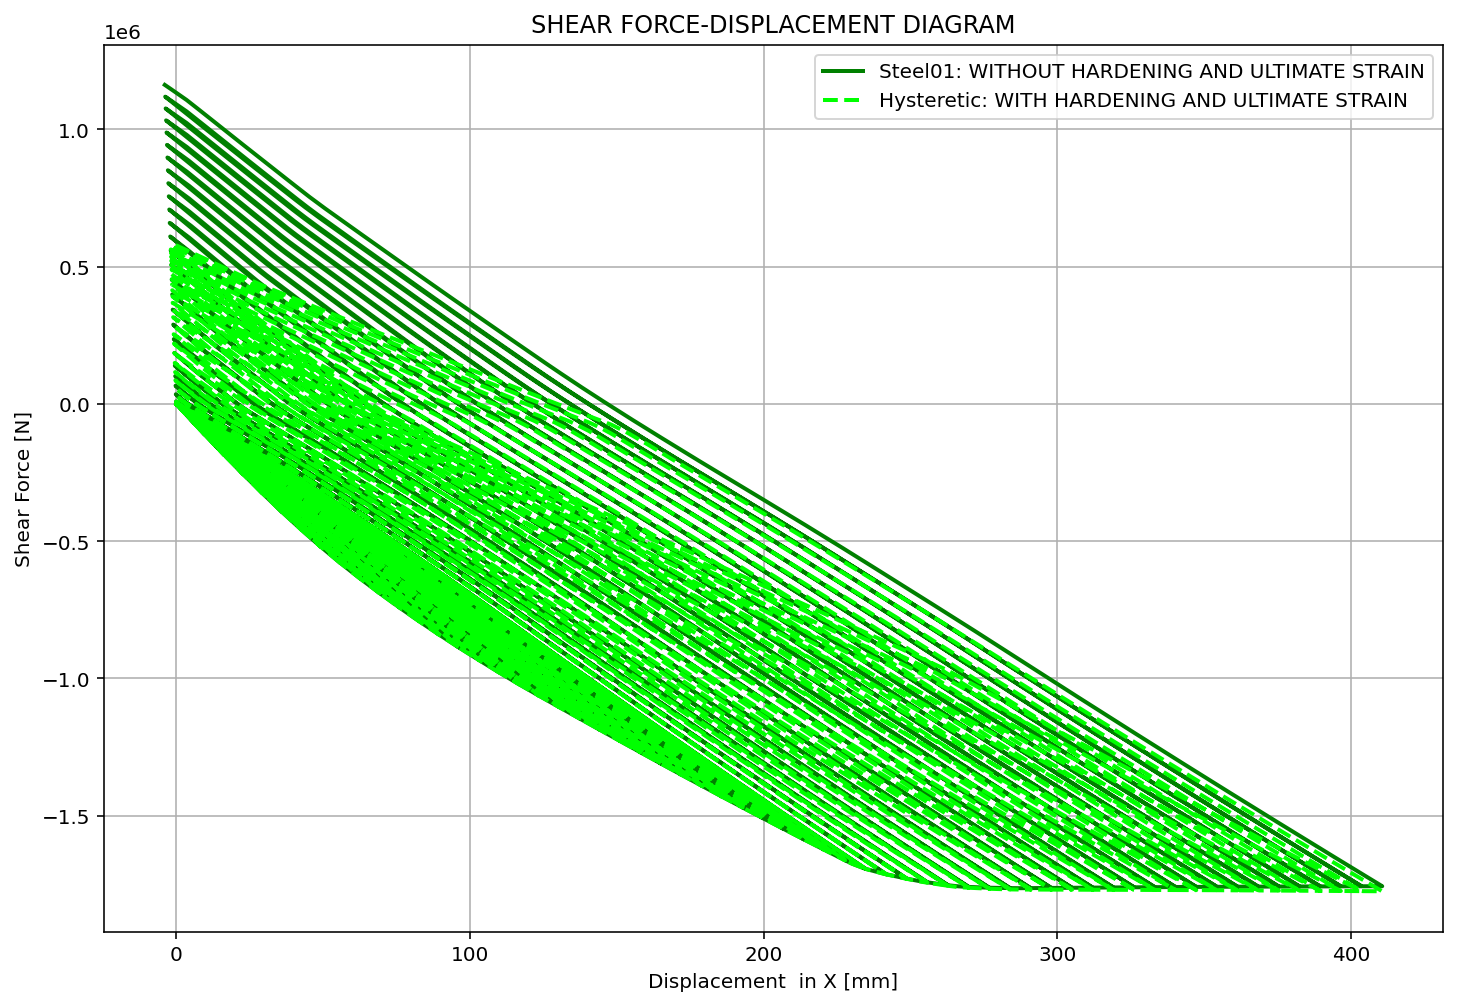 SHEAR FORCE-DISPLACEMENT DIAGRAM
1e6
Steel01: WITHOUT HARDENING AND ULTIMATE STRAIN
Hysteretic: WITH HARDENING AND ULTIMATE STRAIN
1.0
0.5
0.0
−0.5
−1.0
−1.5
Shear Force [N]
0 100 200 300 400
Displacement  in X [mm]